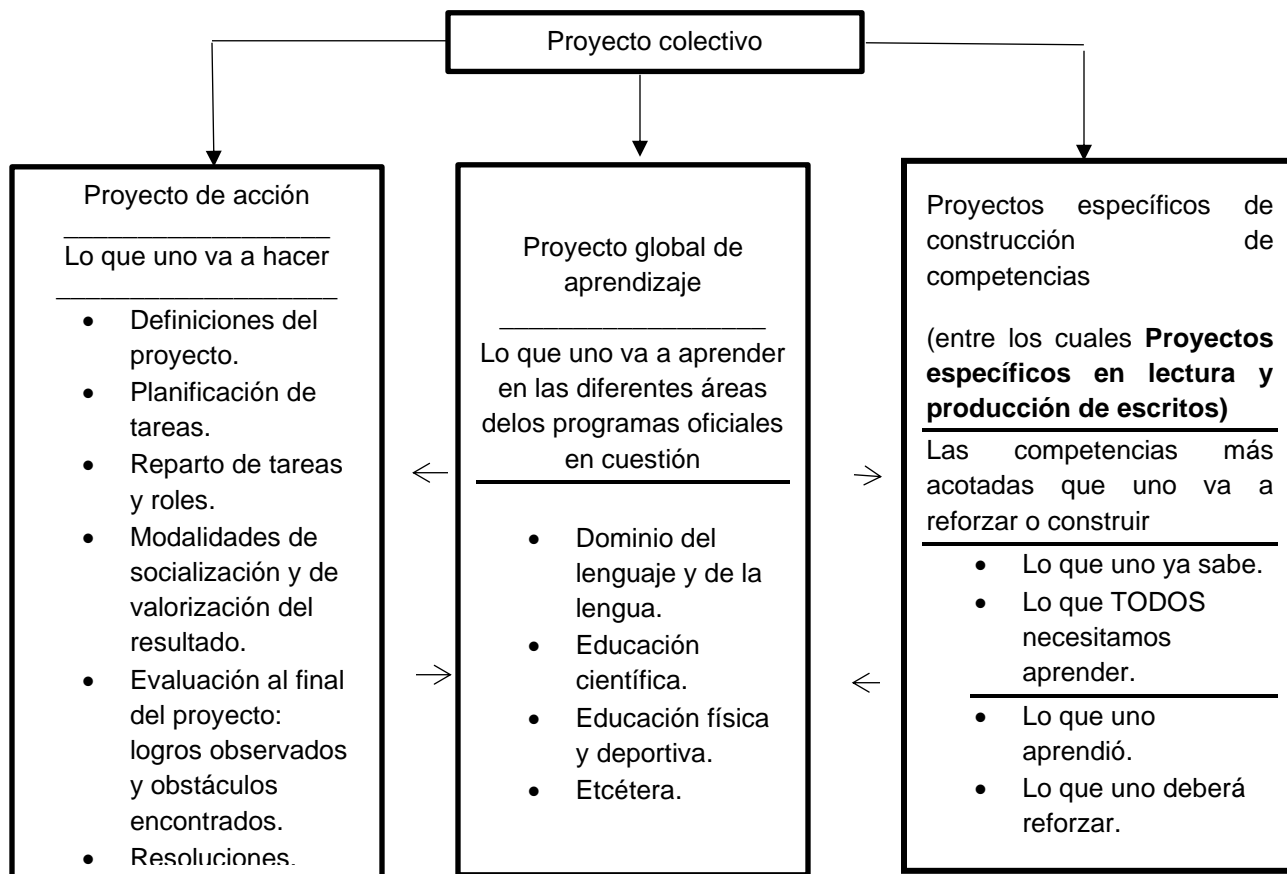 Proyecto colectivo
Proyecto de acción
Lo que uno va a hacer
• Definiciones del
proyecto.
• Planificación de
tareas.
• Reparto de tareas
y roles.
• Modalidades de
socialización y de
valorización del
resultado.
• Evaluación al final
del proyecto:
logros observados
y obstáculos
encontrados.
• Resoluciones.
Proyecto global de
aprendizaje
Lo que uno va a aprender
en las diferentes áreas
delos programas oficiales
en cuestión
• Dominio del
lenguaje y de la
lengua.
• Educación
científica.
• Educación física
y deportiva.
• Etcétera.
Proyectos específicos de
construcción de
competencias
(entre los cuales Proyectos
específicos en lectura y
producción de escritos)
Las competencias más
acotadas que uno va a
reforzar o construir
• Lo que uno ya sabe.
• Lo que TODOS
necesitamos
aprender.
• Lo que uno
aprendió.
• Lo que uno deberá
reforzar.